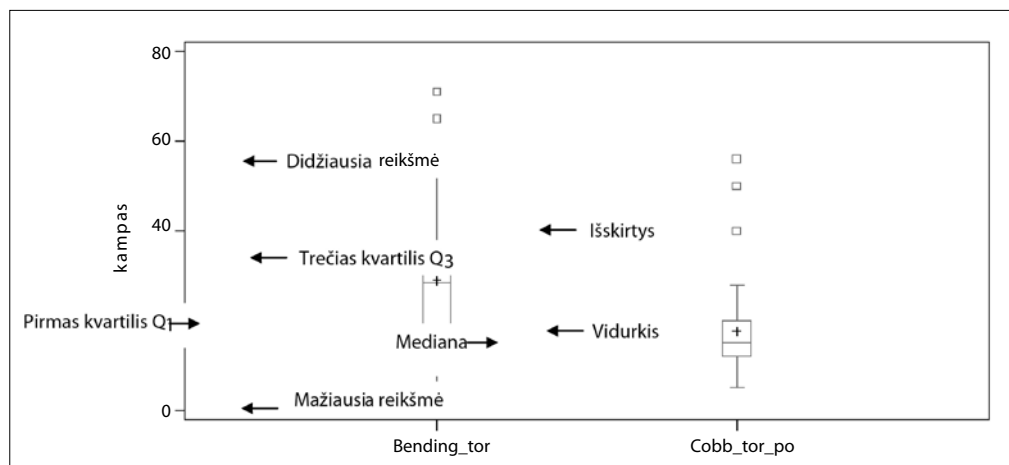 80
60
40
0
kampas
Didžiausia reikšmė
Trečias kvartilis Q3
Pirmas kvartilis Q1
Mediana
Mažiausia reikšmė
Išskirtys
Vidurkis
Bending_tor
Cobb_tor_po